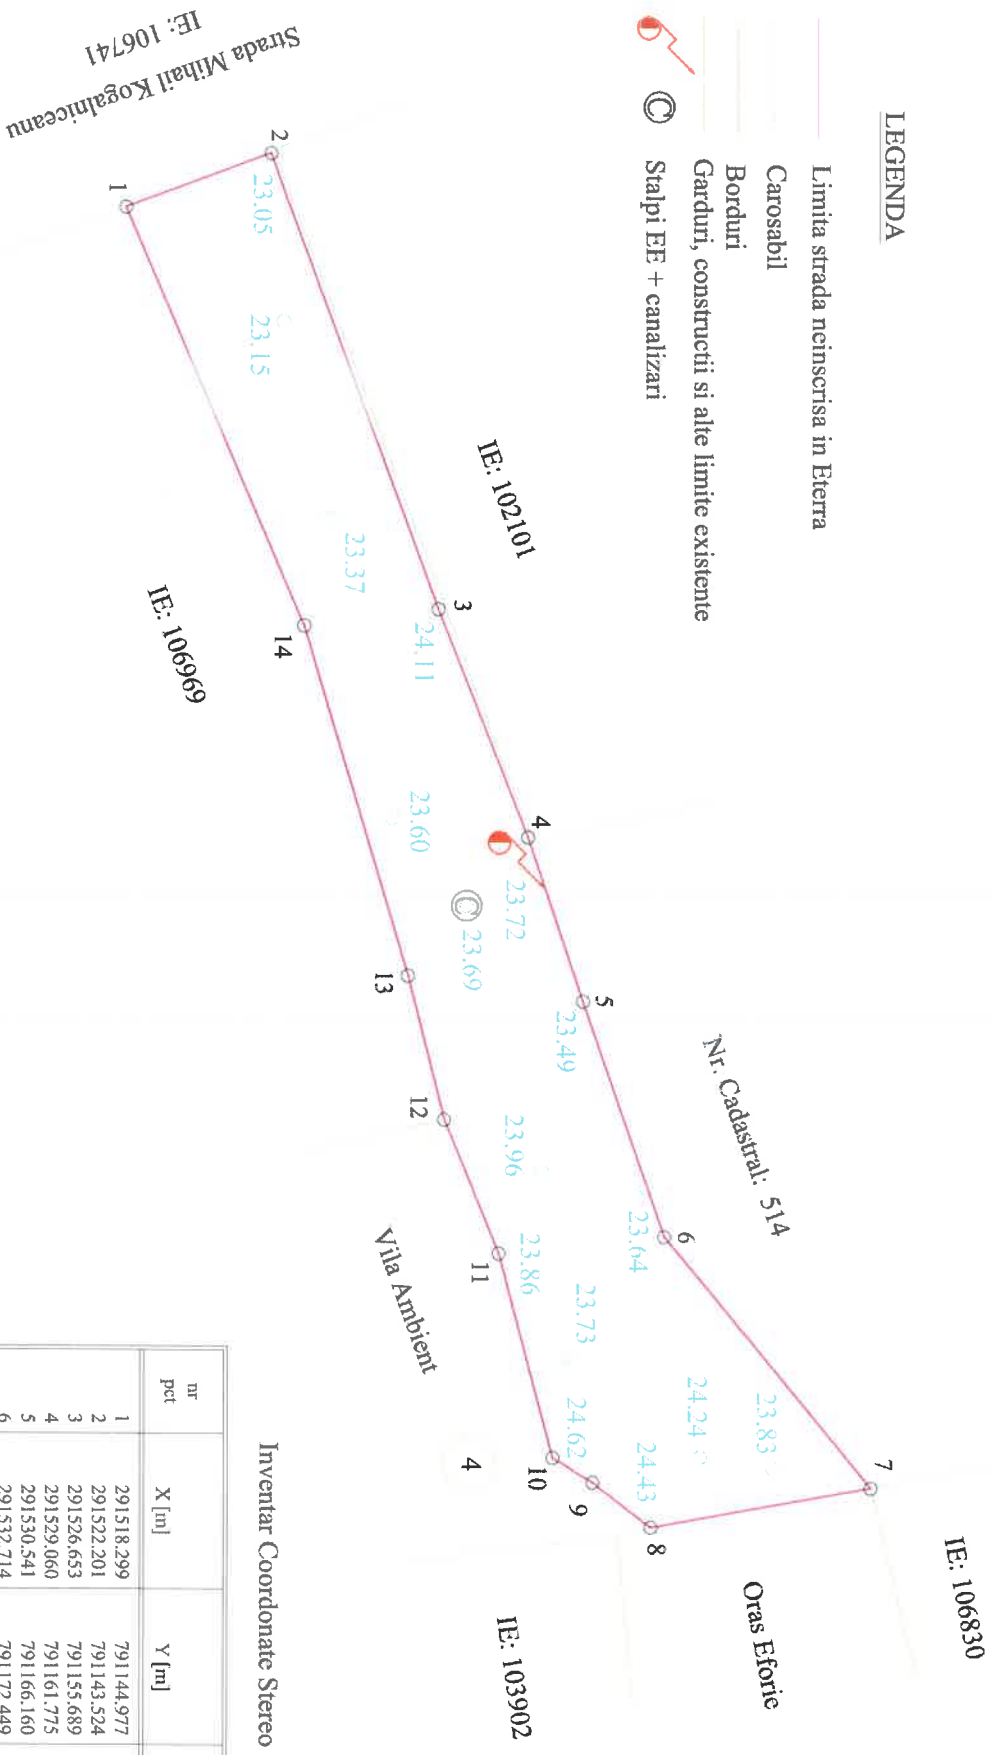 LEGENDA
Limita strada neinscrisa in Eterra
Carosabil
Borduri
Garduri, constructii si alte limite existente
© Stalpi EE + canalizari
Strada Mihail Kogalniceanu
IE: 106741
IE: 102101
IE: 106969
Nr. Cadastral: 514
Vila Ambient
4
IE: 106830
Oras Eforie
IE: 103902
1
2
3
4
5
6
7
8
9
10
11
12
13
14
23.05
23.15
23.37
24.11
23.60
23.72
© 23.69
23.49
23.96
23.64
23.86
23.73
23.83
24.24
24.62
24.43
Inventar Coordonate Stereo
nr pct X [m] Y [m]
1 291518.299 791144.977
2 291522.201 791143.524
3 291526.653 791155.689
4 291529.060 791161.775
5 291530.541 791166.160
6 291532.714 791172.449